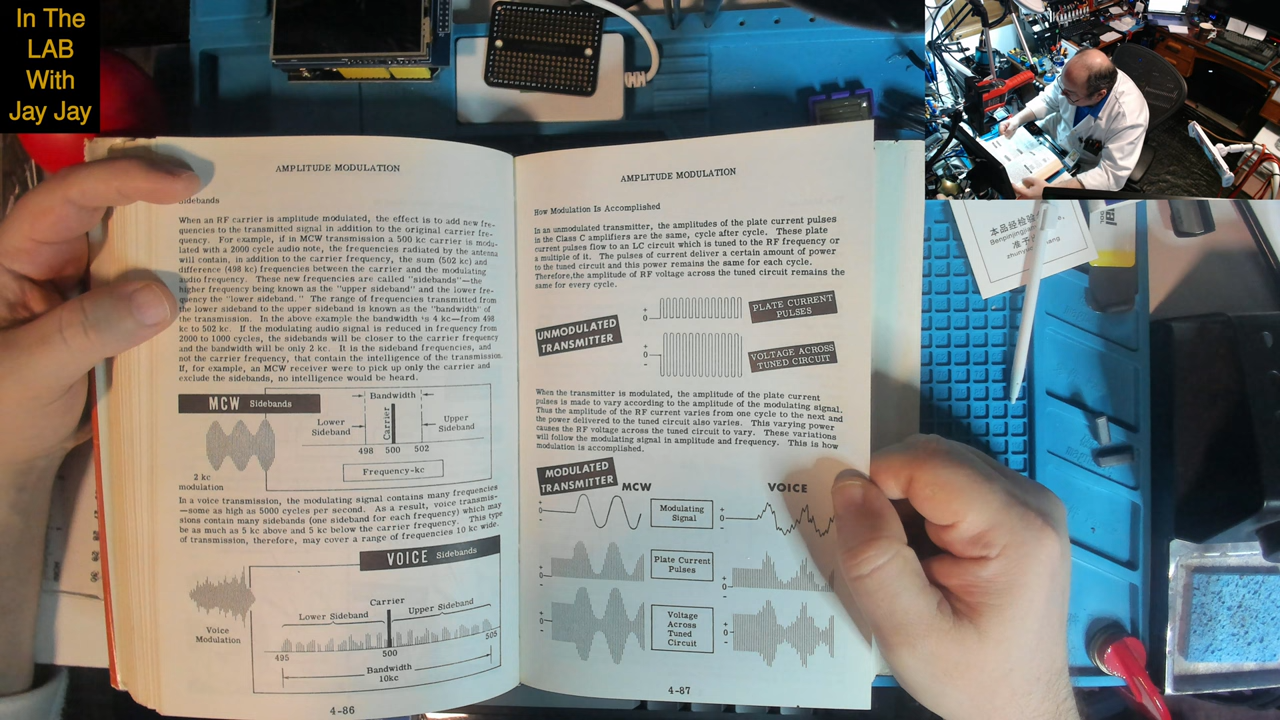 In The
LAB
With
Jay Jay
AMPLITUDE MODULATION
idebands
When an RF carrier is amplitude modulated, the effect is to add new fre-
quencies to the transmitted signal in addition to the original carrier fre-
quency. For example, if in MCW transmission a 500 kc carrier is modu-
lated with a 2000 cycle audio note, the frequencies radiated by the antenna
will contain, in addition to the carrier frequency, the sum (502 kc) and
difference (498 kc) frequencies between the carrier and the modulating
audio frequency. These new frequencies are called "sidebands"—the
higher frequency being known as the "upper sideband" and the lower fre-
quency the "lower sideband." The range of frequencies transmitted from
the lower sideband to the upper sideband is known as the "bandwidth" of
the transmission. In the above example the bandwidth is 4 kc—from 498
kc to 502 kc. If the modulating audio signal is reduced in frequency from
2000 to 1000 cycles, the sidebands will be closer to the carrier frequency
and the bandwidth will be only 2 kc. It is the sideband frequencies, and
not the carrier frequency, that contain the intelligence of the transmission.
If, for example, an MCW receiver were to pick up only the carrier and
exclude the sidebands, no intelligence would be heard.
MCW Sidebands
Bandwidth
Carrier
Lower
Sideband
Upper
Sideband
498 500 502
Frequency-kc
2 kc
modulation
In a voice transmission, the modulating signal contains many frequencies
—some as high as 5000 cycles per second. As a result, voice transmis-
sions contain many sidebands (one sideband for each frequency) which may
be as much as 5 kc above and 5 kc below the carrier frequency. This type
of transmission, therefore, may cover a range of frequencies 10 kc wide.
VOICE Sidebands
Voice
Modulation
Carrier
Lower Sideband
Upper Sideband
495
500
505
Bandwidth
10kc
4-86
AMPLITUDE MODULATION
How Modulation Is Accomplished
In an unmodulated transmitter, the amplitudes of the plate current pulses
in the Class C amplifiers are the same, cycle after cycle. These plate
current pulses flow to an LC circuit which is tuned to the RF frequency or
a multiple of it. The pulses of current deliver a certain amount of power
to the tuned circuit and this power remains the same for each cycle.
Therefore, the amplitude of RF voltage across the tuned circuit remains the
same for every cycle.
UNMODULATED
TRANSMITTER
+
0
PLATE CURRENT
PULSES
+
0
-
VOLTAGE ACROSS
TUNED CIRCUIT
When the transmitter is modulated, the amplitude of the plate current
pulses is made to vary according to the amplitude of the modulating signal.
Thus the amplitude of the RF current varies from one cycle to the next and
the power delivered to the tuned circuit also varies. This varying power
causes the RF voltage across the tuned circuit to vary. These variations
will follow the modulating signal in amplitude and frequency. This is how
modulation is accomplished.
MODULATED
TRANSMITTER
MCW
VOICE
+
0
-
Modulating
Signal
+
0
-
+
0
Plate Current
Pulses
+
0
+
0
-
Voltage
Across
Tuned
Circuit
+
0
-
4-87
本品经检验